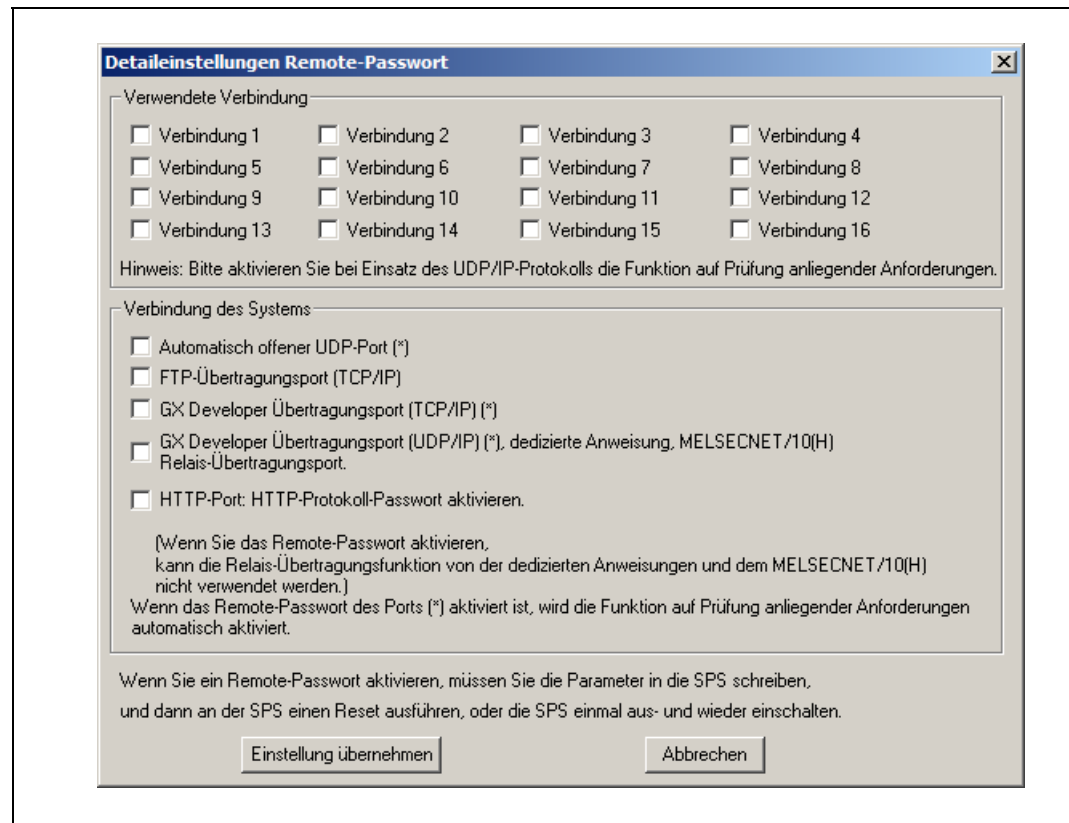 Detaileinstellungen Remote-Passwort
Verwendete Verbindung
Verbindung 1 Verbindung 2 Verbindung 3 Verbindung 4
Verbindung 5 Verbindung 6 Verbindung 7 Verbindung 8
Verbindung 9 Verbindung 10 Verbindung 11 Verbindung 12
Verbindung 13 Verbindung 14 Verbindung 15 Verbindung 16
Hinweis: Bitte aktivieren Sie bei Einsatz des UDP/IP-Protokolls die Funktion auf Prüfung anliegender Anforderungen.
Verbindung des Systems
Automatisch offener UDP-Port (*)
FTP-Übertragungsport (TCP/IP)
GX Developer Übertragungsport (TCP/IP) (*)
GX Developer Übertragungsport (UDP/IP) (*), dedizierte Anweisung, MELSECNET/10(H)
Relais-Übertragungsport.
HTTP-Port: HTTP-Protokoll-Passwort aktivieren.
(Wenn Sie das Remote-Passwort aktivieren,
kann die Relais-Übertragungsfunktion von der dedizierten Anweisungen und dem MELSECNET/10(H)
nicht verwendet werden.)
Wenn das Remote-Passwort des Ports (*) aktiviert ist, wird die Funktion auf Prüfung anliegender Anforderungen
automatisch aktiviert.
Wenn Sie ein Remote-Passwort aktivieren, müssen Sie die Parameter in die SPS schreiben,
und dann an der SPS einen Reset ausführen, oder die SPS einmal aus- und wieder einschalten.
Einstellung übernehmen Abbrechen